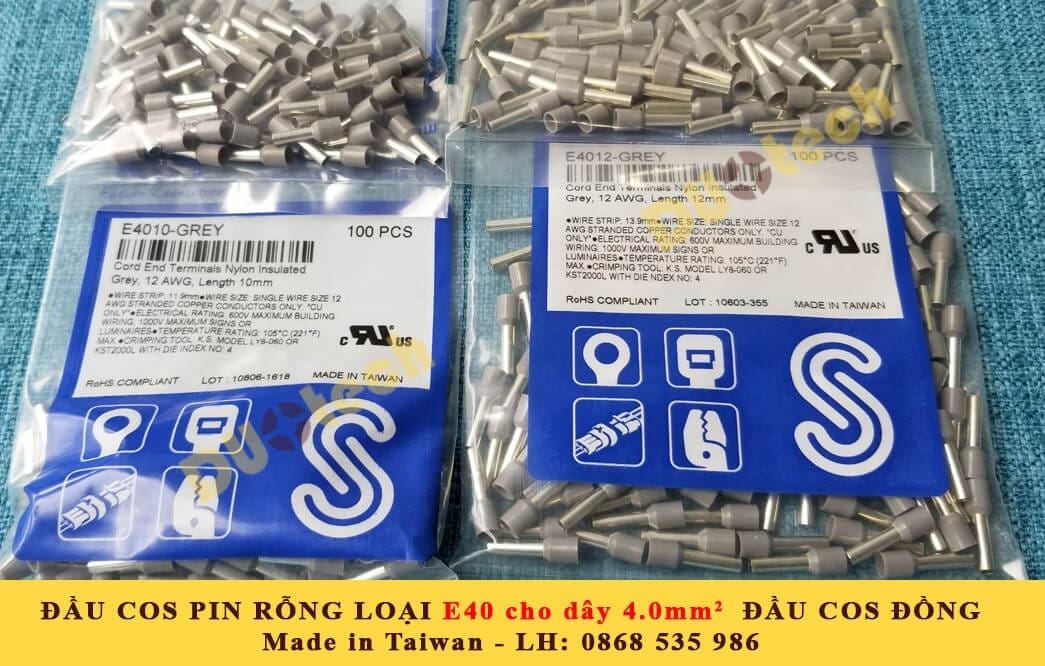 E4010-GREY 100 PCS
Cord End Terminals Nylon Insulated
Grey, 12 AWG, Length 10mm
●WIRE STRIP: 11.9mm●WIRE SIZE: SINGLE WIRE SIZE 12
AWG STRANDED COPPER CONDUCTORS ONLY. "CU
ONLY"●ELECTRICAL RATING: 600V MAXIMUM BUILDING
WIRING: 1000V MAXIMUM SIGNS OR
LUMINAIRES●TEMPERATURE RATING: 105°C (221°F)
MAX.●CRIMPING TOOL: K.S. MODEL LY8-060 OR
KST2000L WITH DIE INDEX NO: 4
c RU US
RoHS COMPLIANT LOT : 10806-1618 MADE IN TAIWAN
S
E4012-GREY 100 PCS
Cord End Terminals Nylon Insulated
Grey, 12 AWG, Length 12mm
●WIRE STRIP: 13.9mm●WIRE SIZE: SINGLE WIRE SIZE 12
AWG STRANDED COPPER CONDUCTORS ONLY. "CU
ONLY"●ELECTRICAL RATING: 600V MAXIMUM BUILDING
WIRING: 1000V MAXIMUM SIGNS OR
LUMINAIRES●TEMPERATURE RATING: 105°C (221°F)
MAX.●CRIMPING TOOL: K.S. MODEL LY8-060 OR
KST2000L WITH DIE INDEX NO: 4
c RU US
RoHS COMPLIANT LOT : 10603-355 MADE IN TAIWAN
S
ĐẦU COS PIN RỖNG LOẠI E40 cho dây 4.0mm² ĐẦU COS ĐỒNG
Made in Taiwan - LH: 0868 535 986